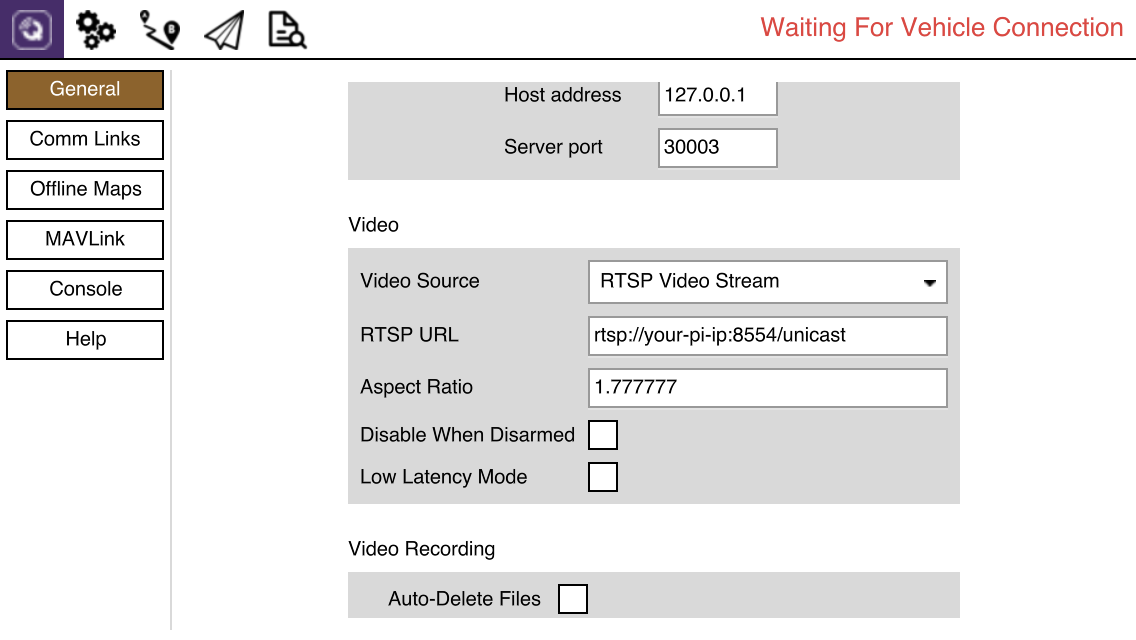 Waiting For Vehicle Connection
General
Comm Links
Offline Maps
MAVLink
Console
Help
Host address 127.0.0.1
Server port 30003
Video
Video Source RTSP Video Stream
RTSP URL rtsp://your-pi-ip:8554/unicast
Aspect Ratio 1.777777
Disable When Disarmed
Low Latency Mode
Video Recording
Auto-Delete Files